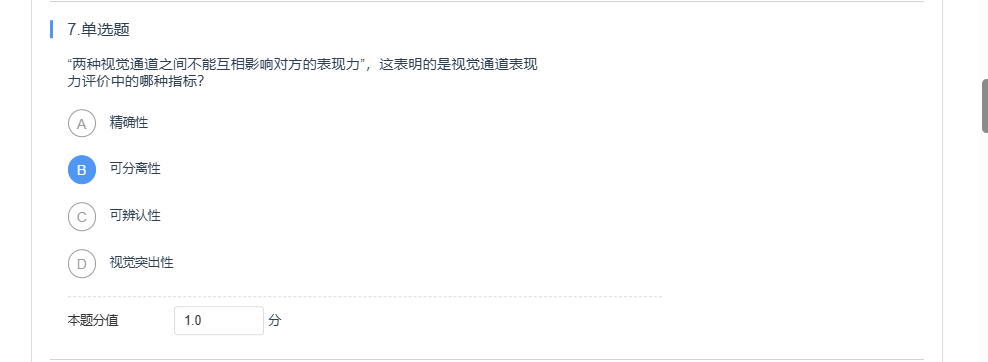 7.单选题
“两种视觉通道之间不能互相影响对方的表现力”，这表明的是视觉通道表现
力评价中的哪种指标?
A 精确性
B 可分离性
C 可辨认性
D 视觉突出性
本题分值 1.0 分